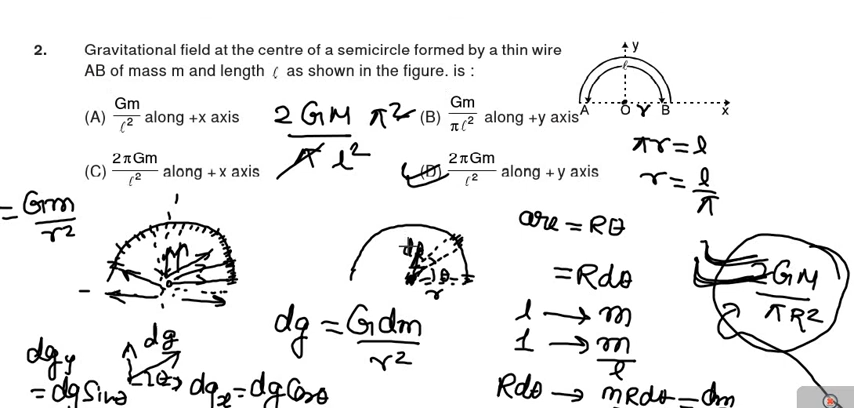 2. Gravitational field at the centre of a semicircle formed by a thin wire
AB of mass m and length ℓ as shown in the figure. is :
(A) Gm/ℓ² along +x axis
(B) Gm/πℓ² along +y axis
(C) 2πGm/ℓ² along +x axis
(D) 2πGm/ℓ² along +y axis
y
ℓ
A O r B x
2GM π²/π ℓ²
πr = l
r = l/π
= Gm/r²
M
dg = Gdm/r²
dθ
θ
r
arc = Rθ
= Rdθ
l → m
1 → m/l
Rdθ → mRdθ = dm
2GM/πR²
dg
θ
dgy
= dg Sinθ
dgx = dg Cosθ